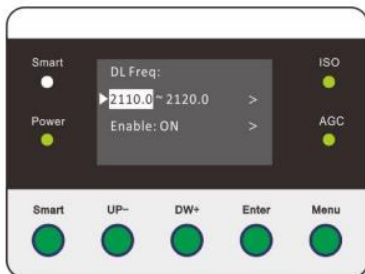 Smart
ISO
DL Freq:
2110.0 ~ 2120.0 >
Power
Enable: ON >
AGC
Smart UP− DW+ Enter Menu